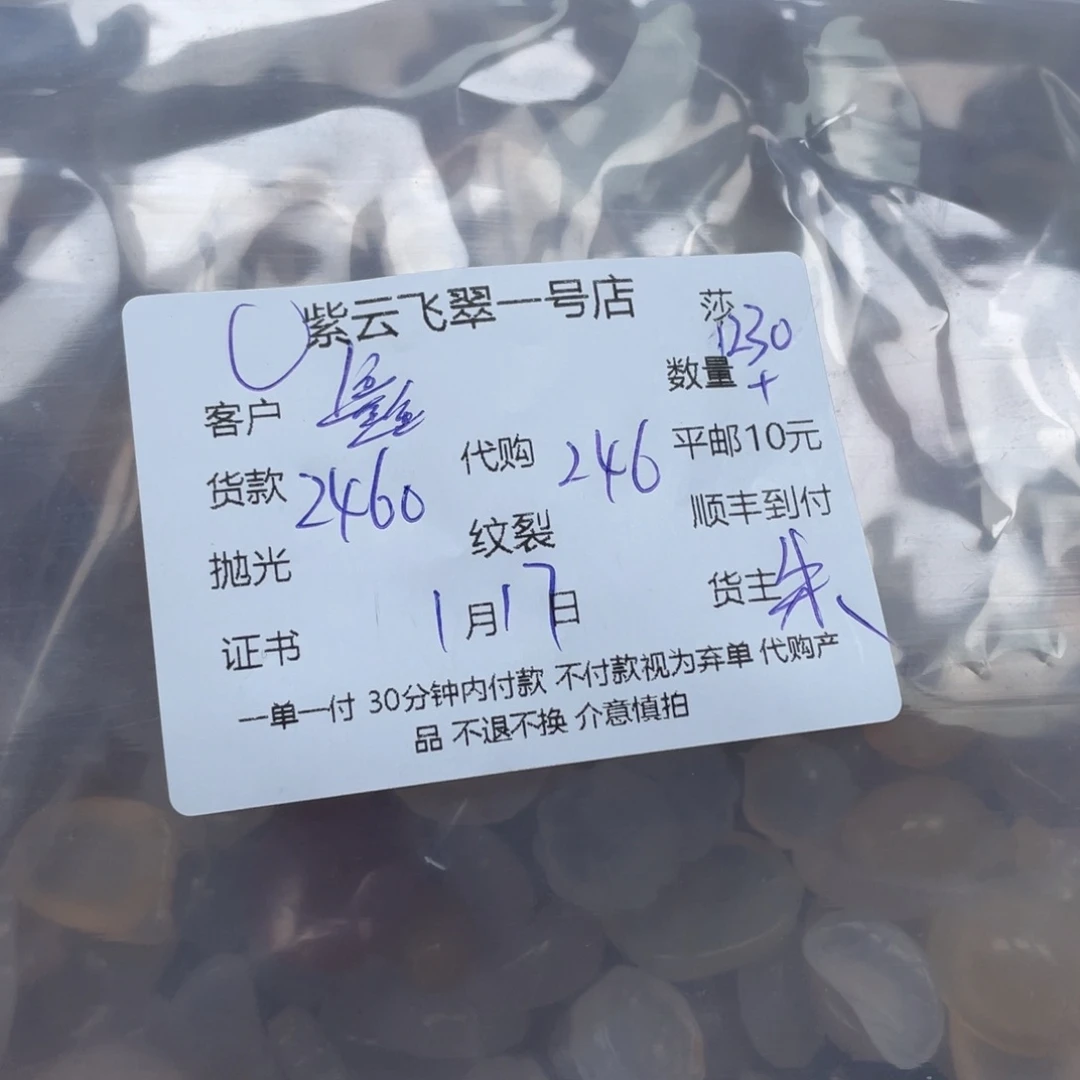 紫云飞翠一号店 莎
客户 数量 1230+
货款 2460 代购 246 平邮10元
抛光 纹裂 顺丰到付
证书 1月17日 货主 朱
一单一付 30分钟内付款 不付款视为弃单 代购产
品 不退不换 介意慎拍